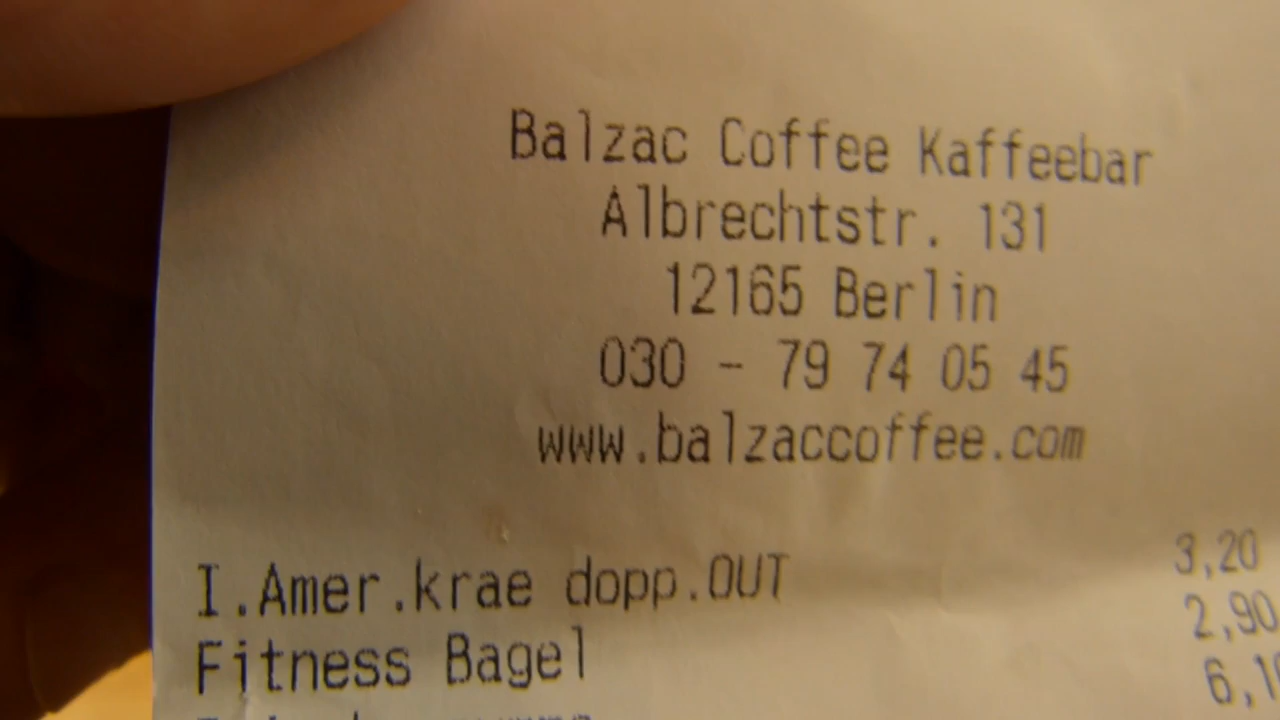 Balzac Coffee Kaffeebar
Albrechtstr. 131
12165 Berlin
030 - 79 74 05 45
www.balzaccoffee.com
I.Amer.krae dopp.OUT 3,20
Fitness Bagel 2,90